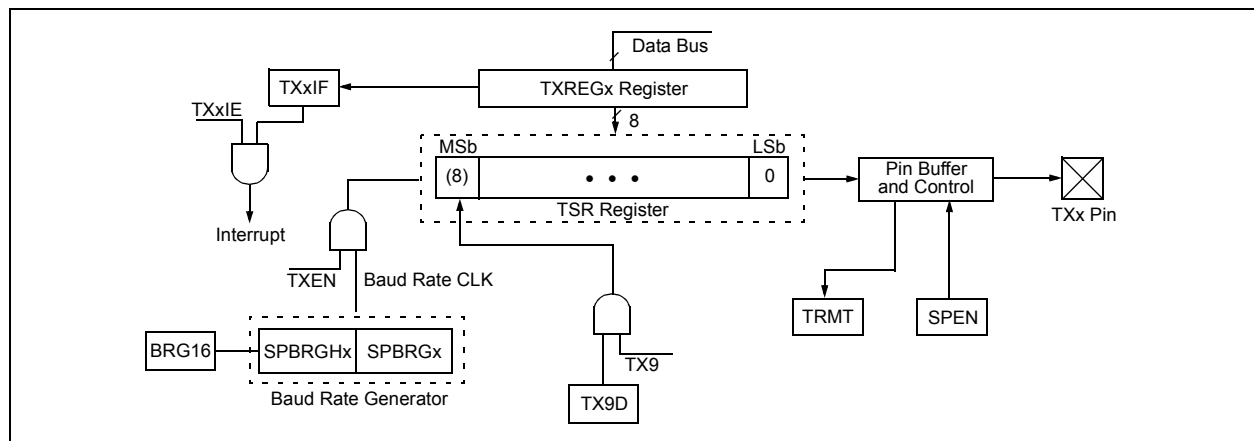 Data Bus
TXxIF
TXREGx Register
TXxIE
8
MSb
LSb
(8)
• • •
0
Pin Buffer
and Control
TSR Register
TXx Pin
Interrupt
TXEN
Baud Rate CLK
TRMT
SPEN
BRG16
SPBRGHx
SPBRGx
TX9
Baud Rate Generator
TX9D